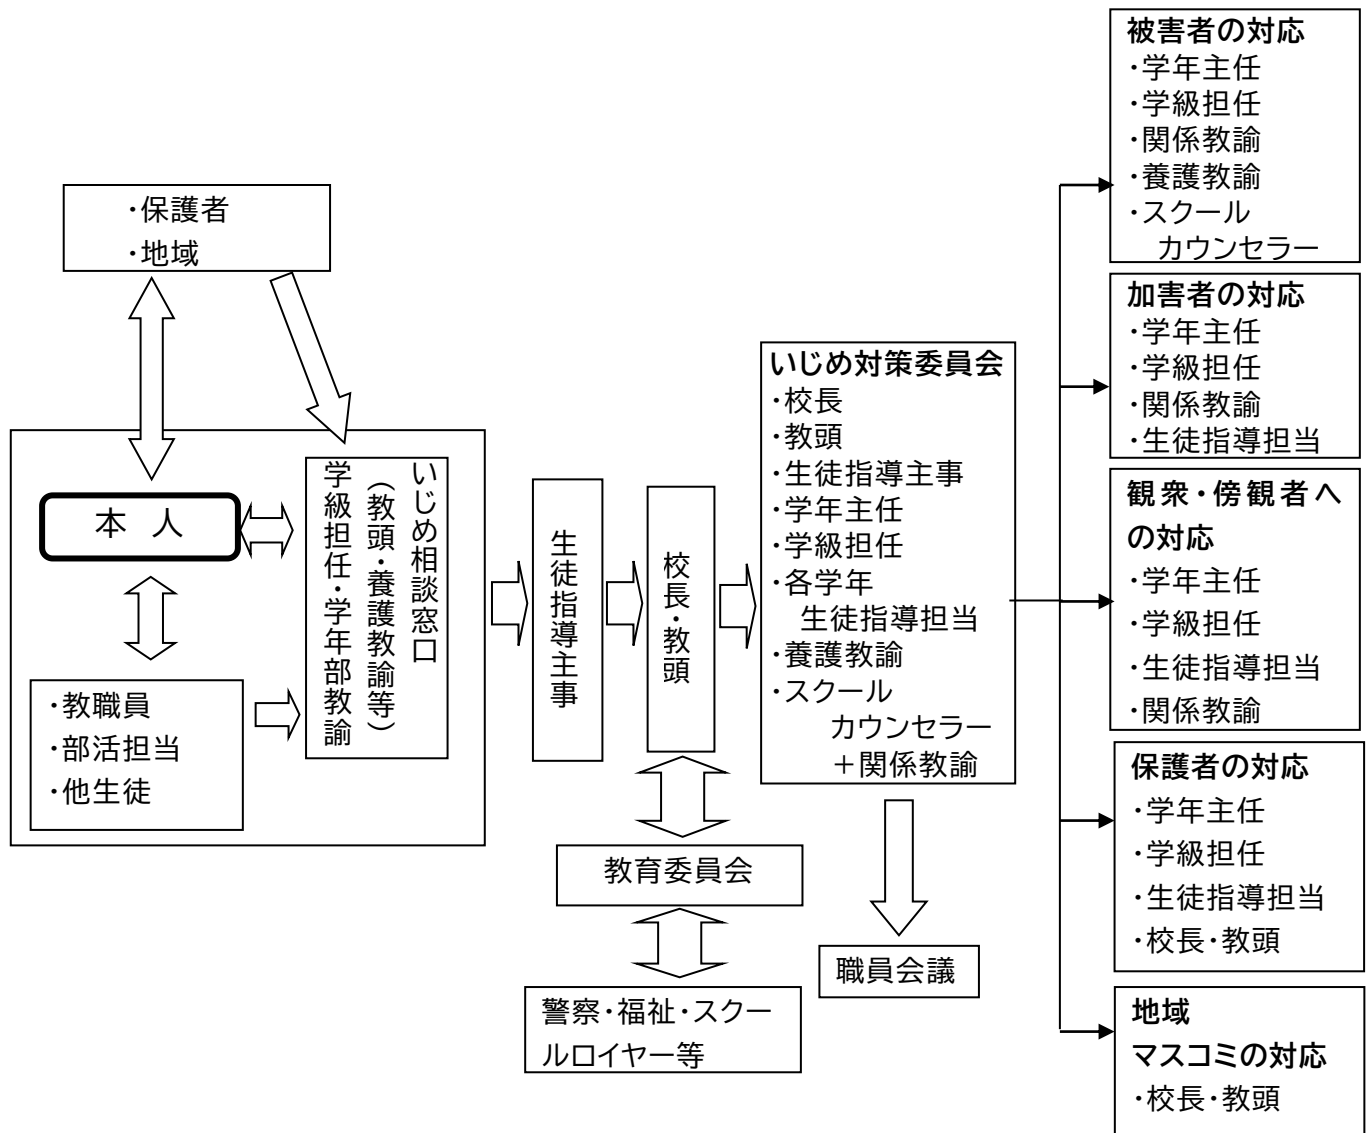 ・保護者
・地域
本 人
・教職員
・部活担当
・他生徒
いじめ相談窓口
（教頭・養護教諭等）
学級担任・学年部教諭
生徒指導主事
校長・教頭
教育委員会
警察・福祉・スクー
ルロイヤー等
いじめ対策委員会
・校長
・教頭
・生徒指導主事
・学年主任
・学級担任
・各学年
生徒指導担当
・養護教諭
・スクール
カウンセラー
＋関係教諭
職員会議
被害者の対応
・学年主任
・学級担任
・関係教諭
・養護教諭
・スクール
カウンセラー
加害者の対応
・学年主任
・学級担任
・関係教諭
・生徒指導担当
観衆・傍観者へ
の対応
・学年主任
・学級担任
・生徒指導担当
・関係教諭
保護者の対応
・学年主任
・学級担任
・生徒指導担当
・校長・教頭
地域
マスコミの対応
・校長・教頭